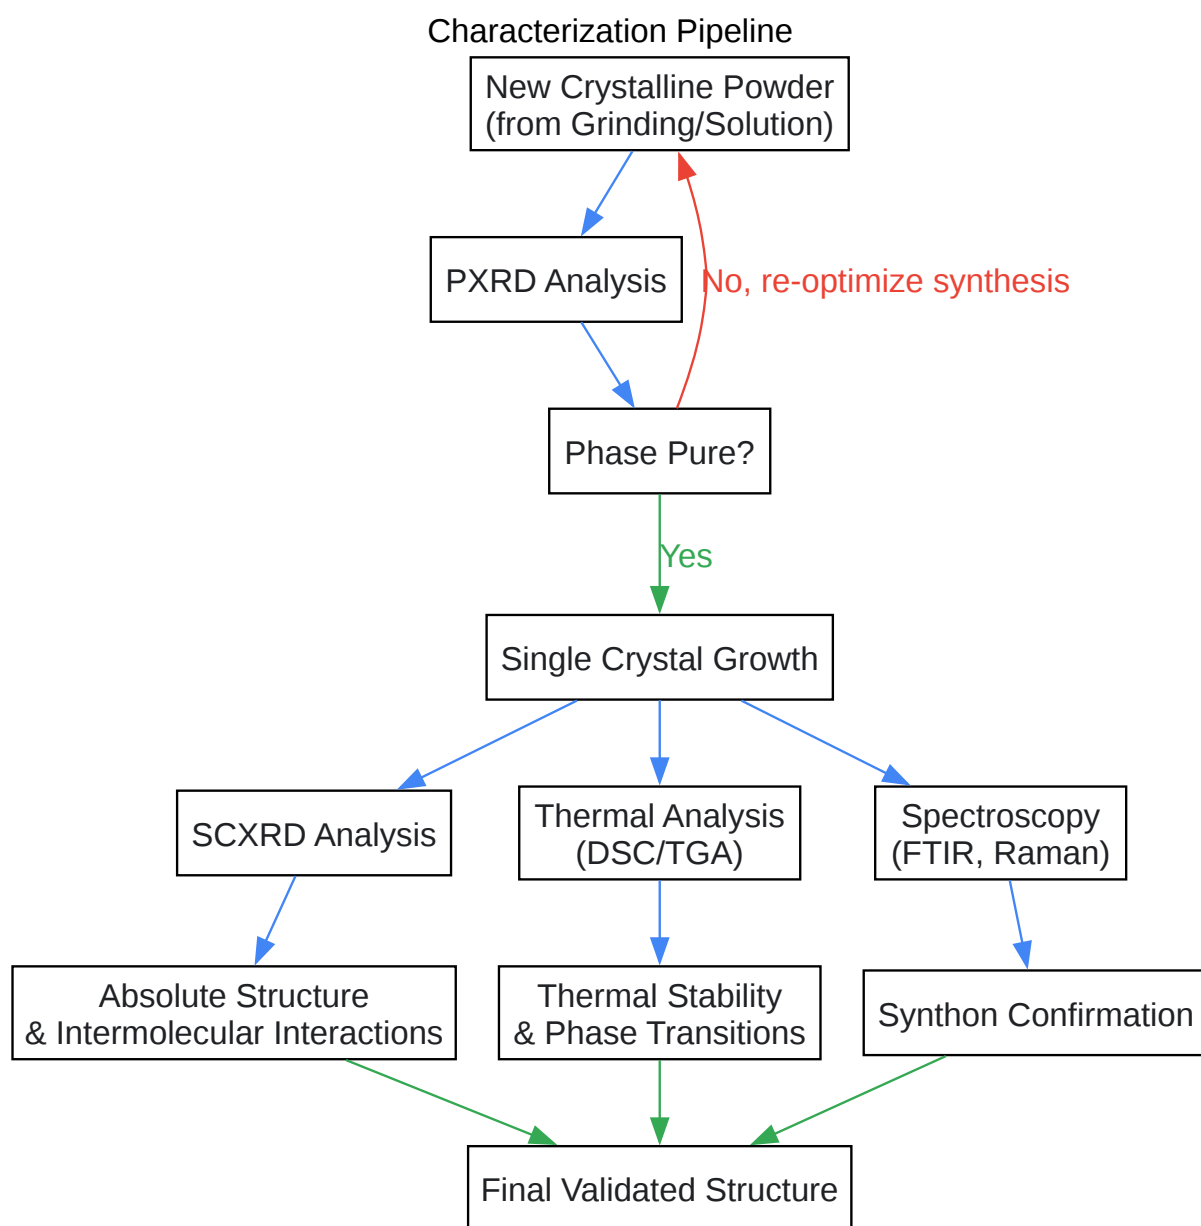 Characterization Pipeline
New Crystalline Powder
(from Grinding/Solution)
PXRD Analysis
No, re-optimize synthesis
Phase Pure?
Yes
Single Crystal Growth
SCXRD Analysis
Thermal Analysis
(DSC/TGA)
Spectroscopy
(FTIR, Raman)
Absolute Structure
& Intermolecular Interactions
Thermal Stability
& Phase Transitions
Synthon Confirmation
Final Validated Structure